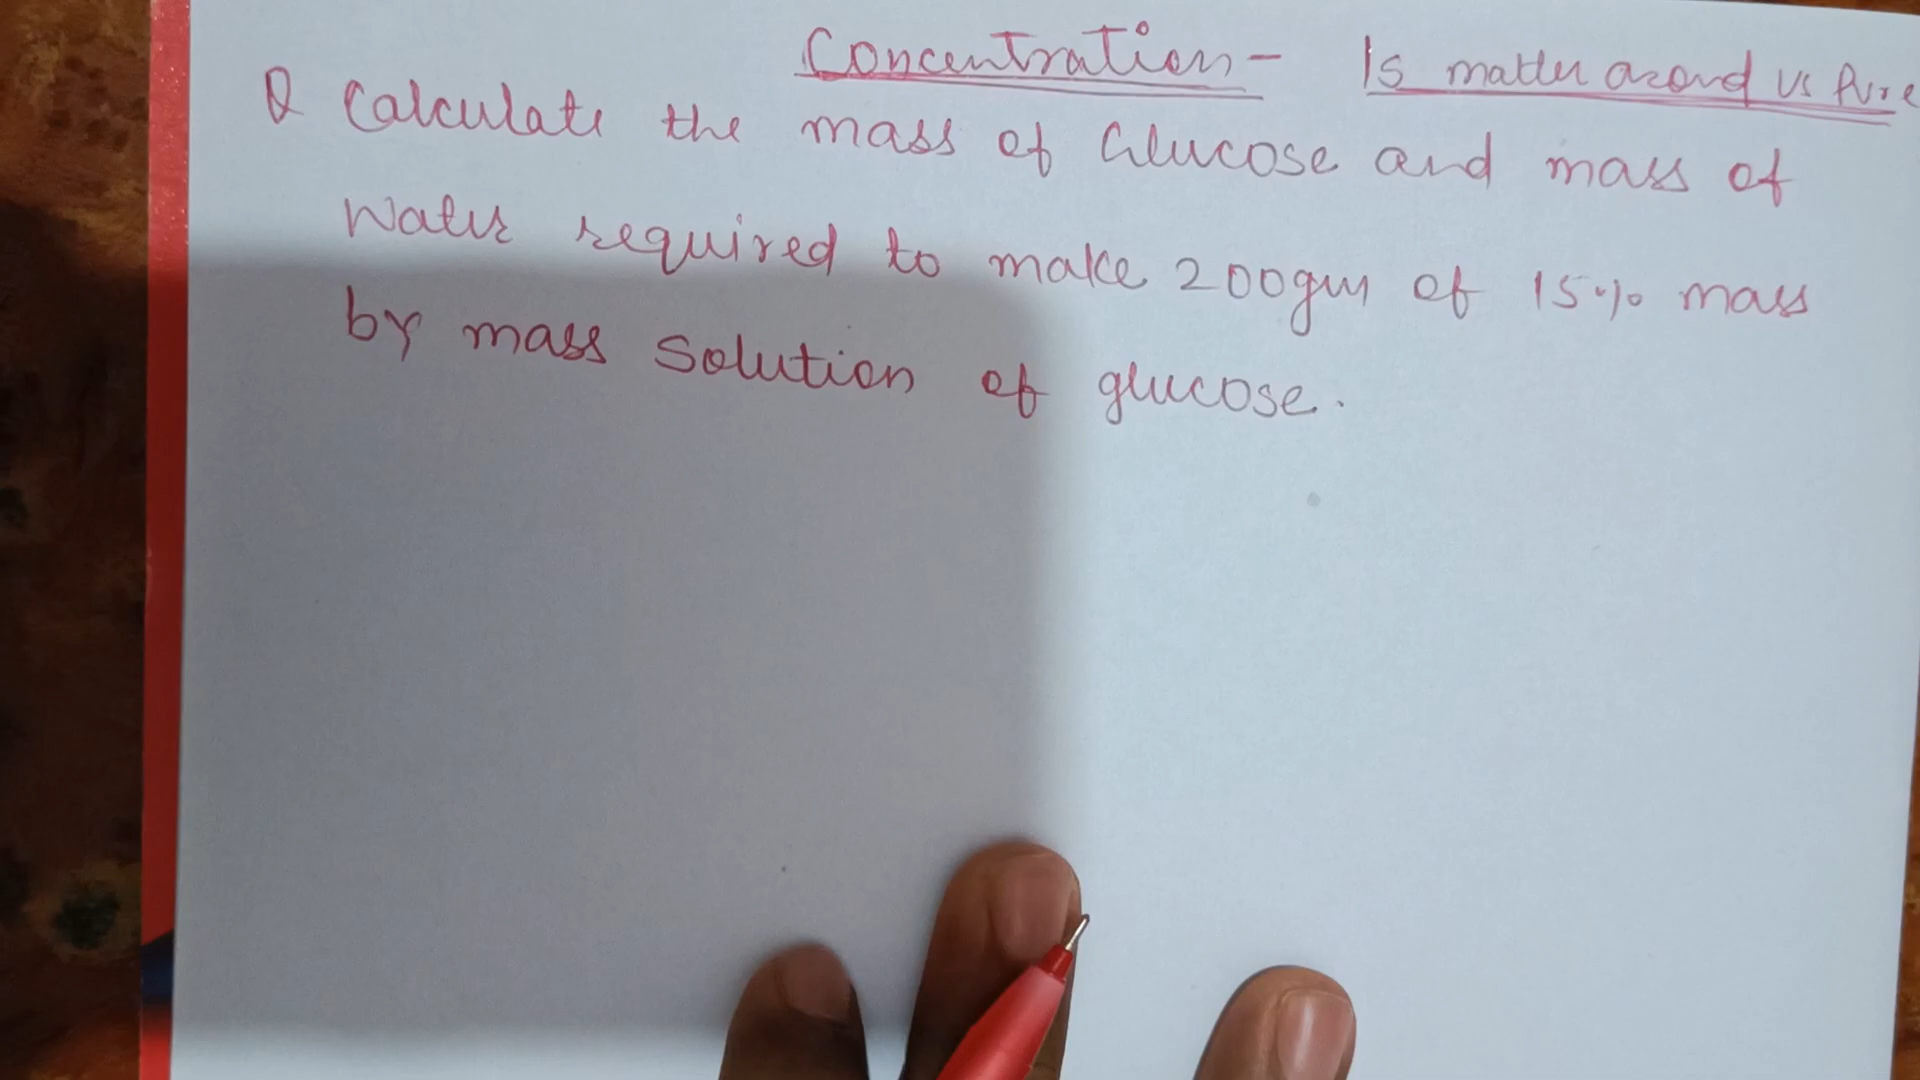 Concentration - Is matter around us Pure
Q Calculate the mass of Glucose and mass of
Water required to make 200gm of 15% mass
by mass solution of glucose.